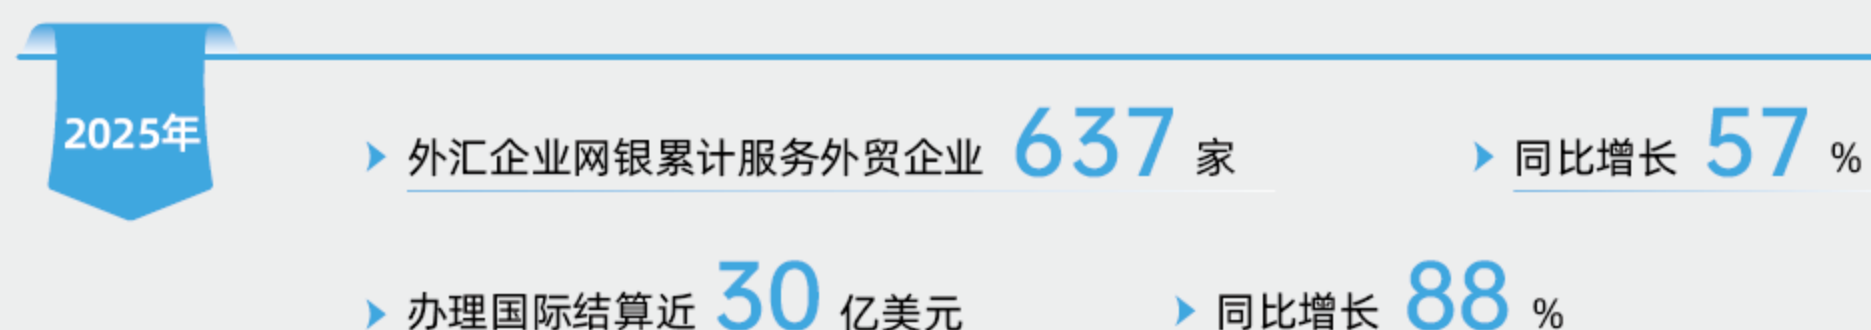 2025年
外汇企业网银累计服务外贸企业 637 家 同比增长 57 %
办理国际结算近 30 亿美元 同比增长 88 %